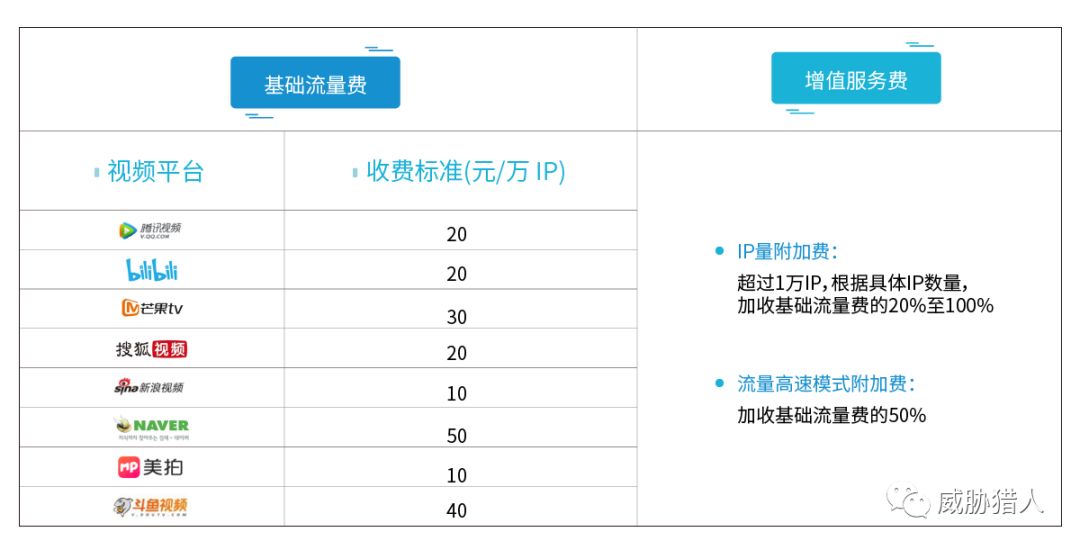 基础流量费
增值服务费
视频平台
收费标准(元/万 IP)
腾讯视频
V.QQ.COM
20
bilibili
20
芒果tv
30
搜狐视频
20
sina新浪视频
10
NAVER
50
美拍
10
斗鱼视频
40
IP量附加费:
超过1万IP，根据具体IP数量，
加收基础流量费的20%至100%
流量高速模式附加费:
加收基础流量费的50%
威胁猎人